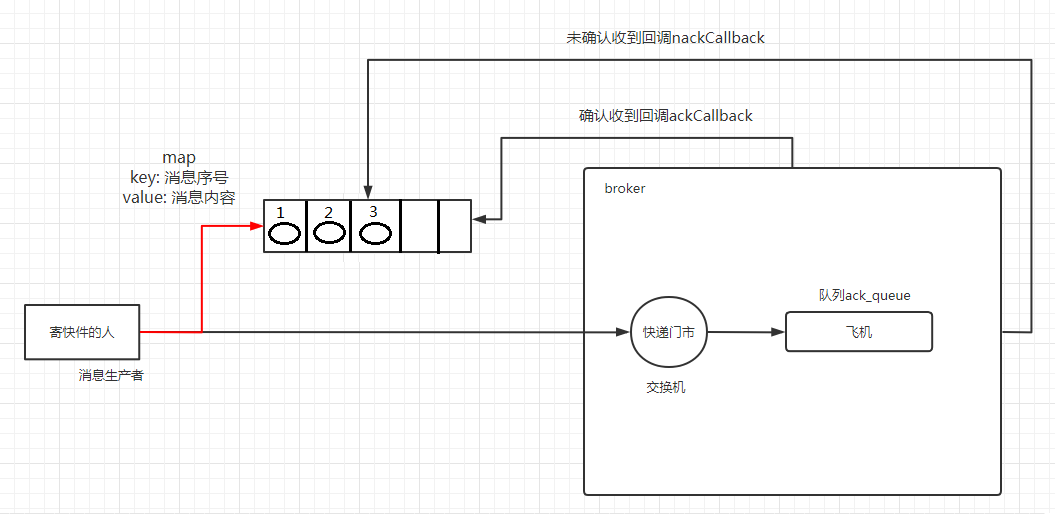 未确认收到回调nackCallback
确认收到回调ackCallback
map
key: 消息序号
value: 消息内容
1 2 3
broker
队列ack_queue
寄快件的人
快递门市
飞机
消息生产者
交换机